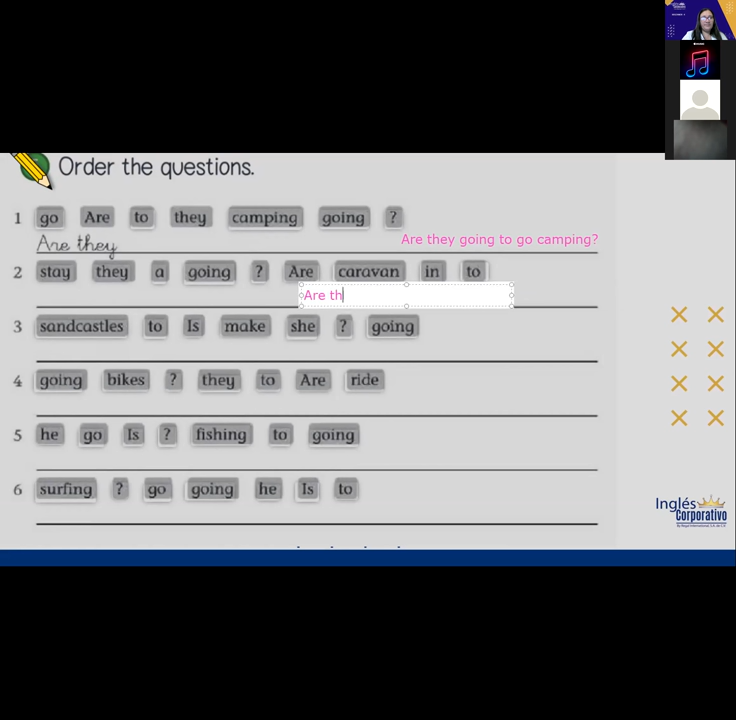 Order the questions.
1 go Are to they camping going ?
Are they
Are they going to go camping?
2 stay they a going ? Are caravan in to
Are th
3 sandcastles to Is make she ? going
4 going bikes ? they to Are ride
5 he go Is ? fishing to going
6 surfing ? go going he Is to
Inglés
Corporativo